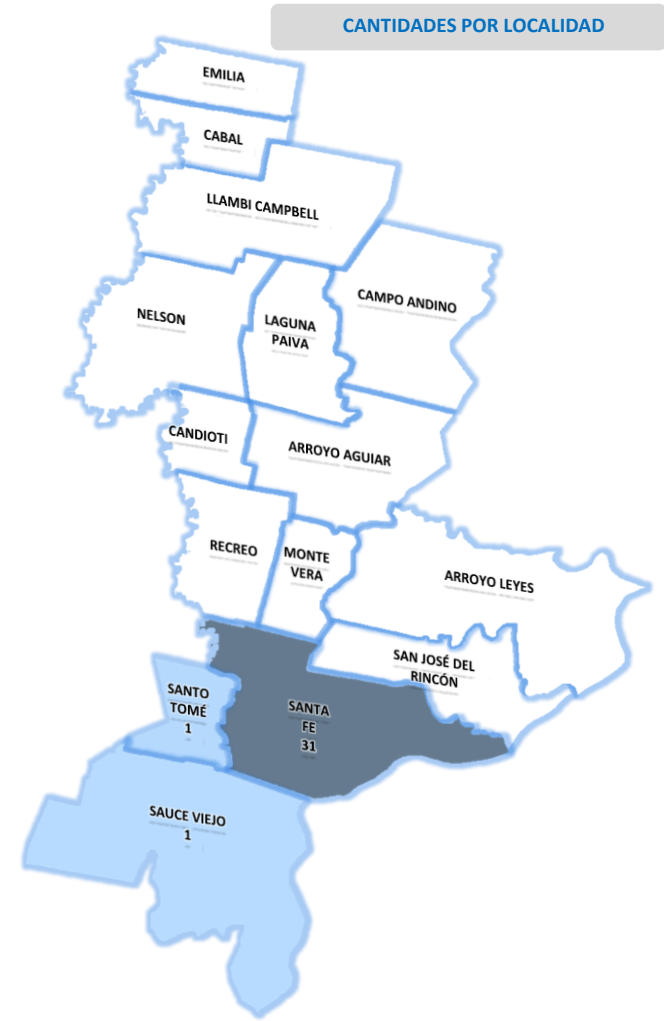 CANTIDADES POR LOCALIDAD
EMILIA
CABAL
LLAMBI CAMPBELL
CAMPO ANDINO
NELSON
LAGUNA
PAIVA
CANDIOTI
ARROYO AGUIAR
RECREO
MONTE
VERA
ARROYO LEYES
SAN JOSÉ DEL
RINCÓN
SANTO
TOMÉ
1
SANTA
FE
31
SAUCE VIEJO
1